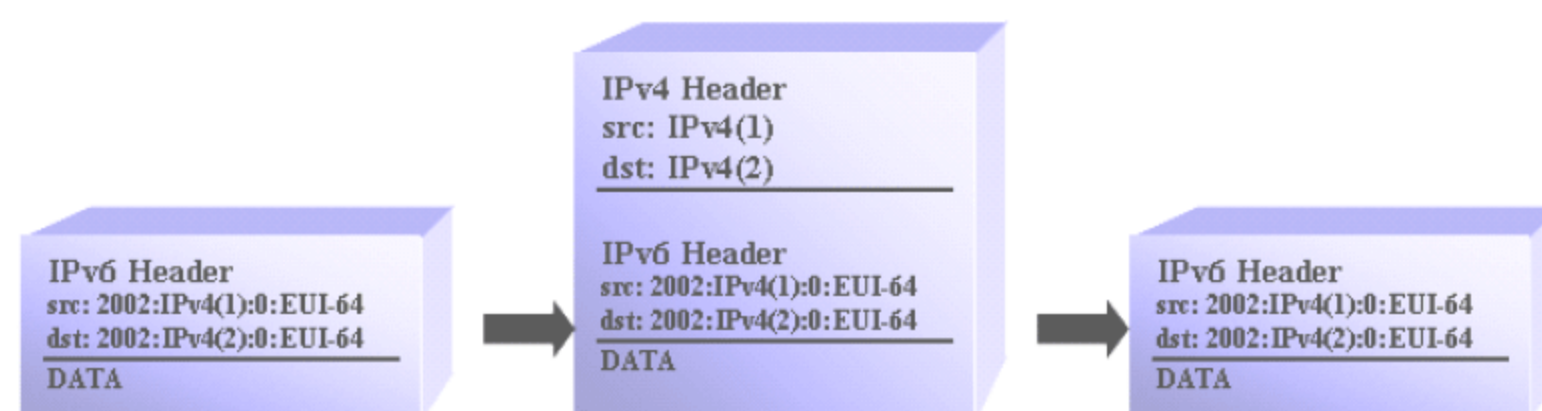 IPv6 Header
src: 2002:IPv4(1):0:EUI-64
dst: 2002:IPv4(2):0:EUI-64
DATA
IPv4 Header
src: IPv4(1)
dst: IPv4(2)
IPv6 Header
src: 2002:IPv4(1):0:EUI-64
dst: 2002:IPv4(2):0:EUI-64
DATA
IPv6 Header
src: 2002:IPv4(1):0:EUI-64
dst: 2002:IPv4(2):0:EUI-64
DATA